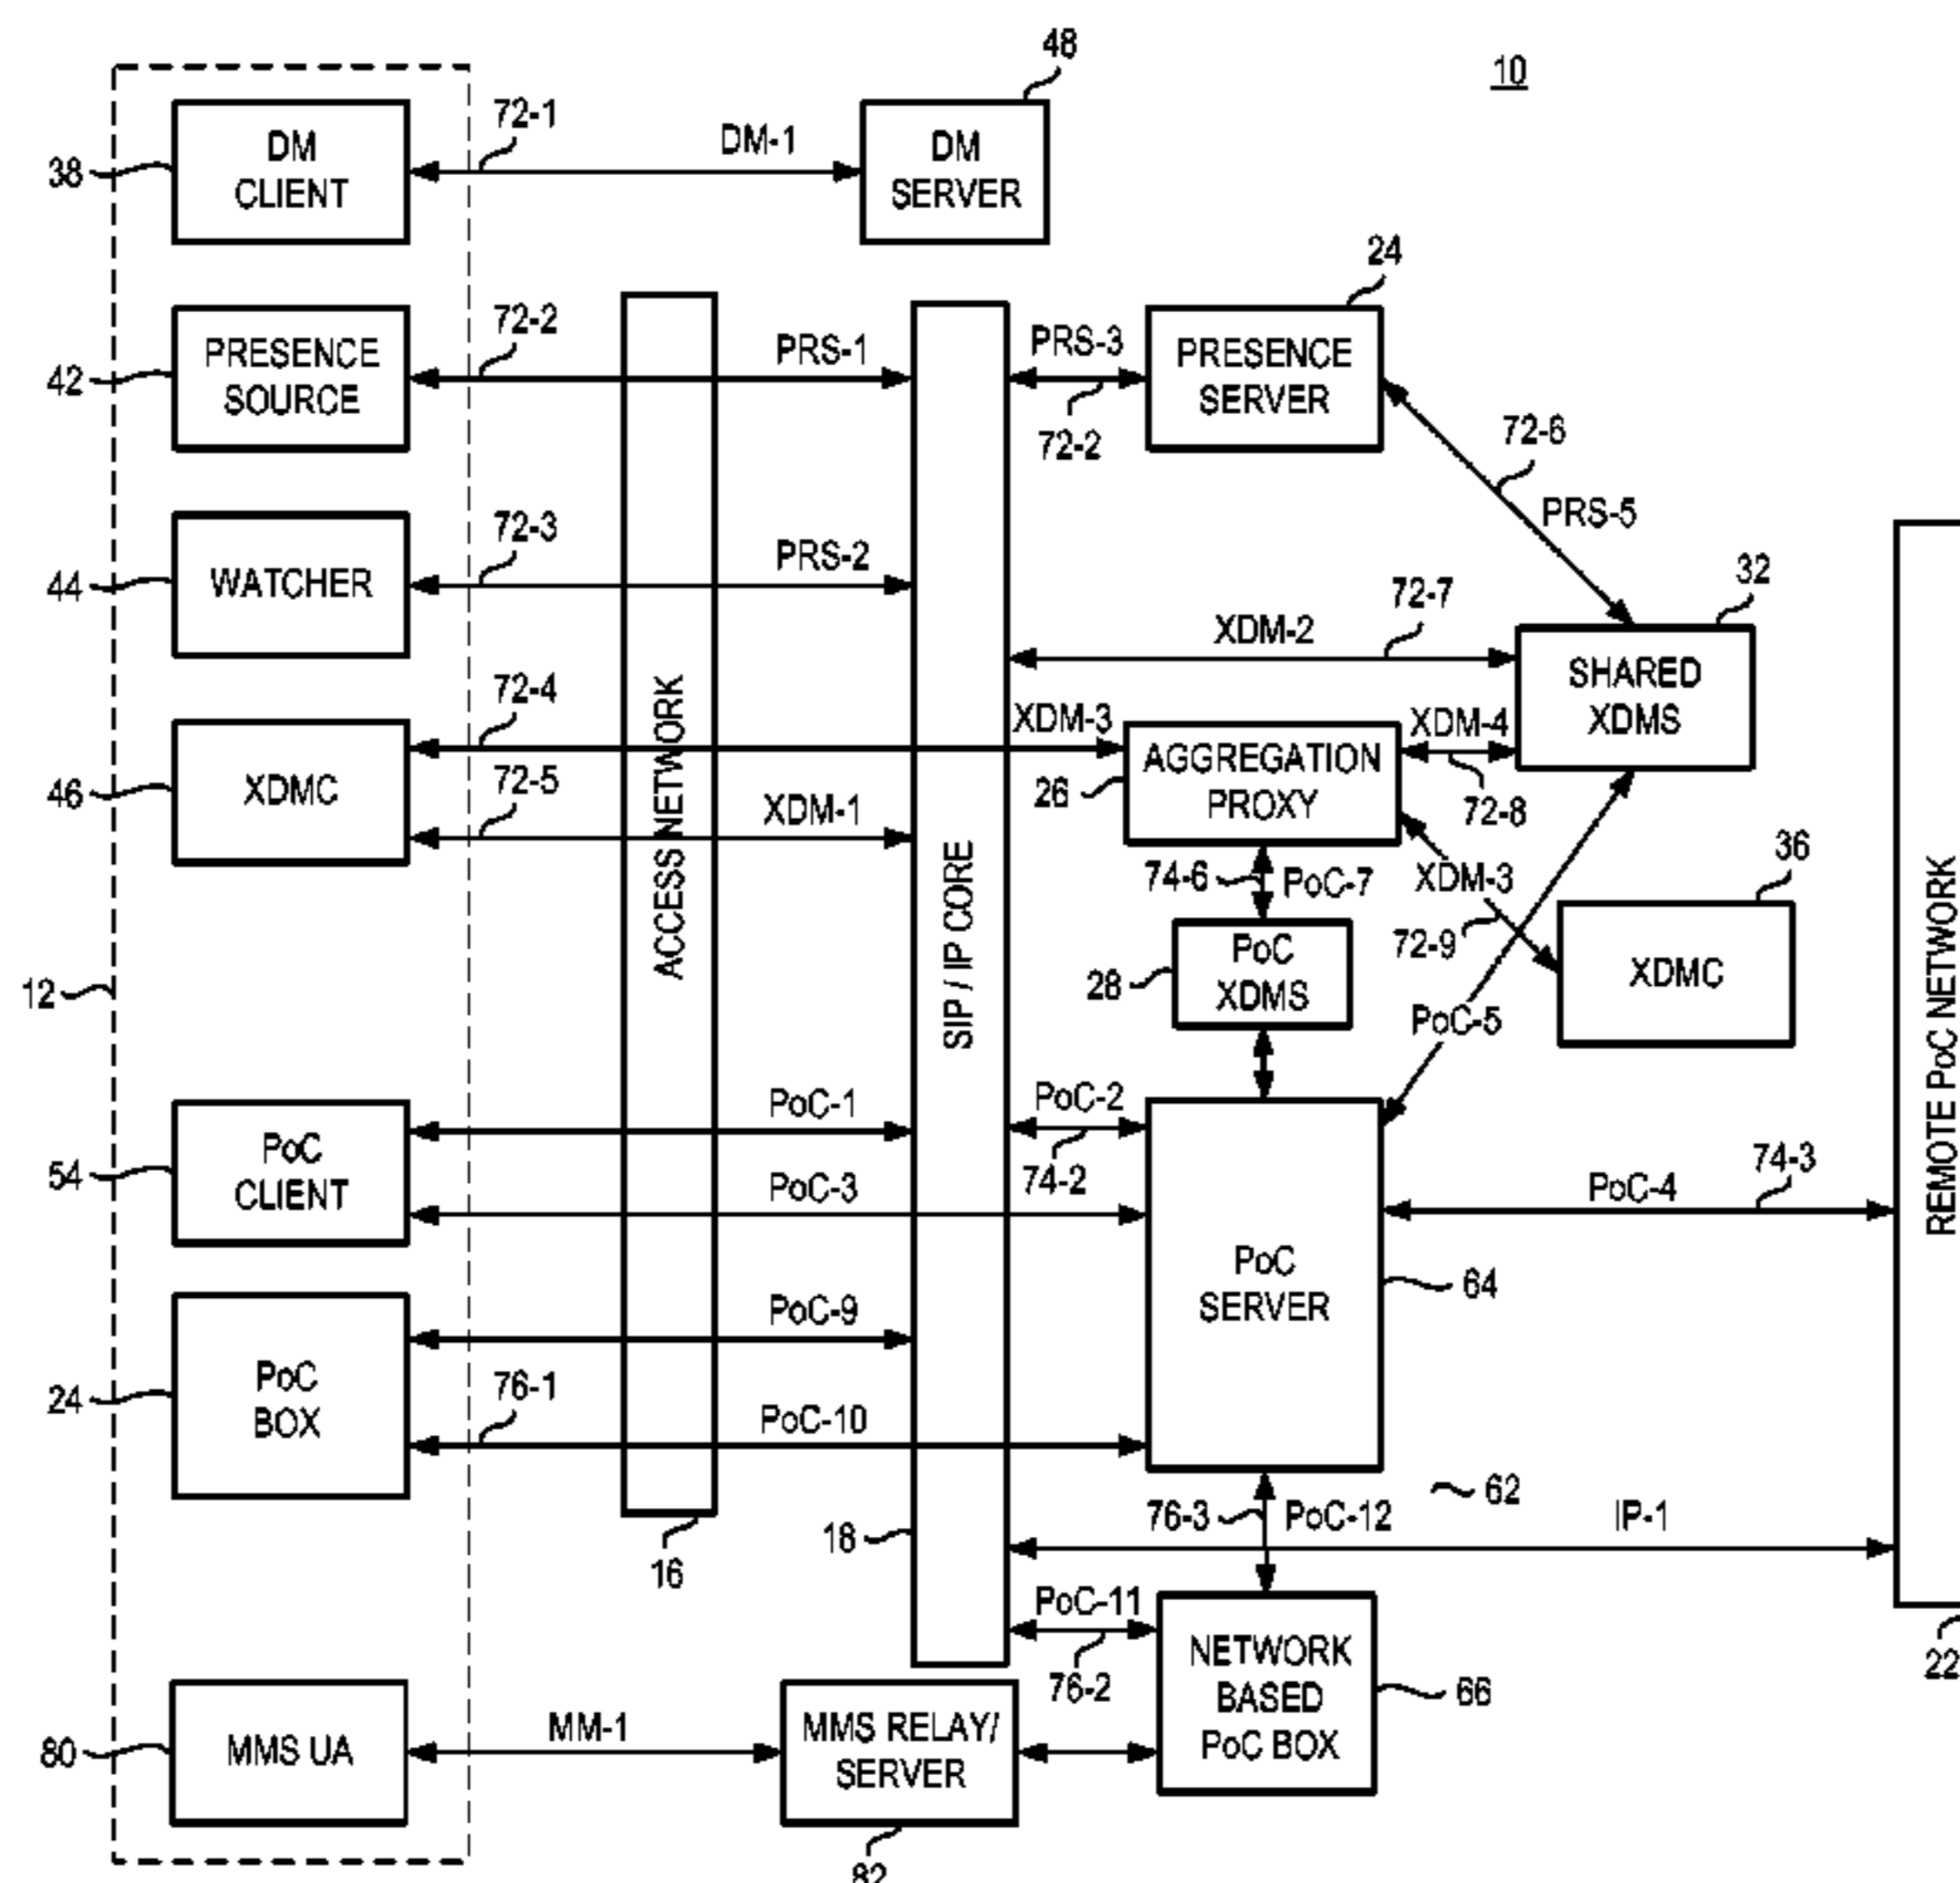 48
10
72-1
DM-1
DM
CLIENT
DM
SERVER
38
24
72-2
PRS-1
PRS-3
PRESENCE
SOURCE
PRESENCE
SERVER
42
72-2
72-6
PRS-5
72-3
PRS-2
WATCHER
44
32
72-7
XDM-2
SHARED
XDMS
72-4
XDM-3
XDM-4
AGGREGATION
PROXY
26
72-8
XDMC
46
72-5
XDM-1
ACCESS NETWORK
SIP / IP CORE
REMOTE PoC NETWORK
74-6
PoC-7
XDM-3
36
72-9
PoC
XDMS
28
XDMC
12
PoC-5
PoC-1
PoC-2
74-2
PoC
CLIENT
54
PoC-3
PoC-4
74-3
PoC
SERVER
64
PoC-9
PoC
BOX
24
76-1
PoC-10
62
76-3
PoC-12
IP-1
18
16
PoC-11
76-2
NETWORK
BASED
PoC BOX
66
22
MMS UA
80
MM-1
MMS RELAY/
SERVER
82